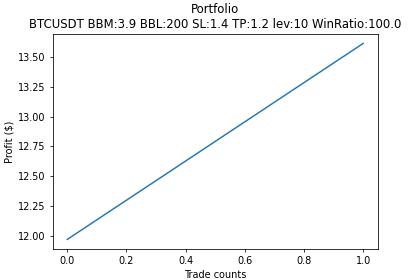 Portfolio
BTCUSDT BBM:3.9 BBL:200 SL:1.4 TP:1.2 lev:10 WinRatio:100.0
13.50
13.25
13.00
12.75
12.50
12.25
12.00
Profit ($)
0.0 0.2 0.4 0.6 0.8 1.0
Trade counts